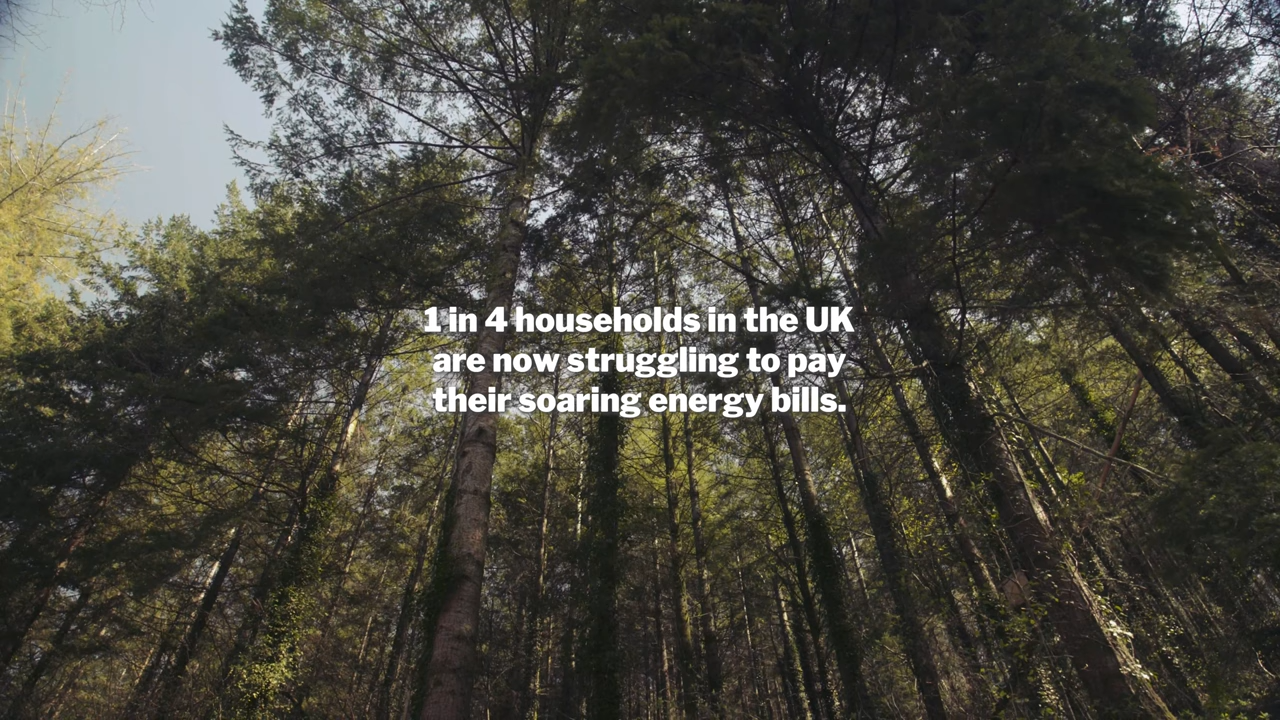 1 in 4 households in the UK
are now struggling to pay
their soaring energy bills.